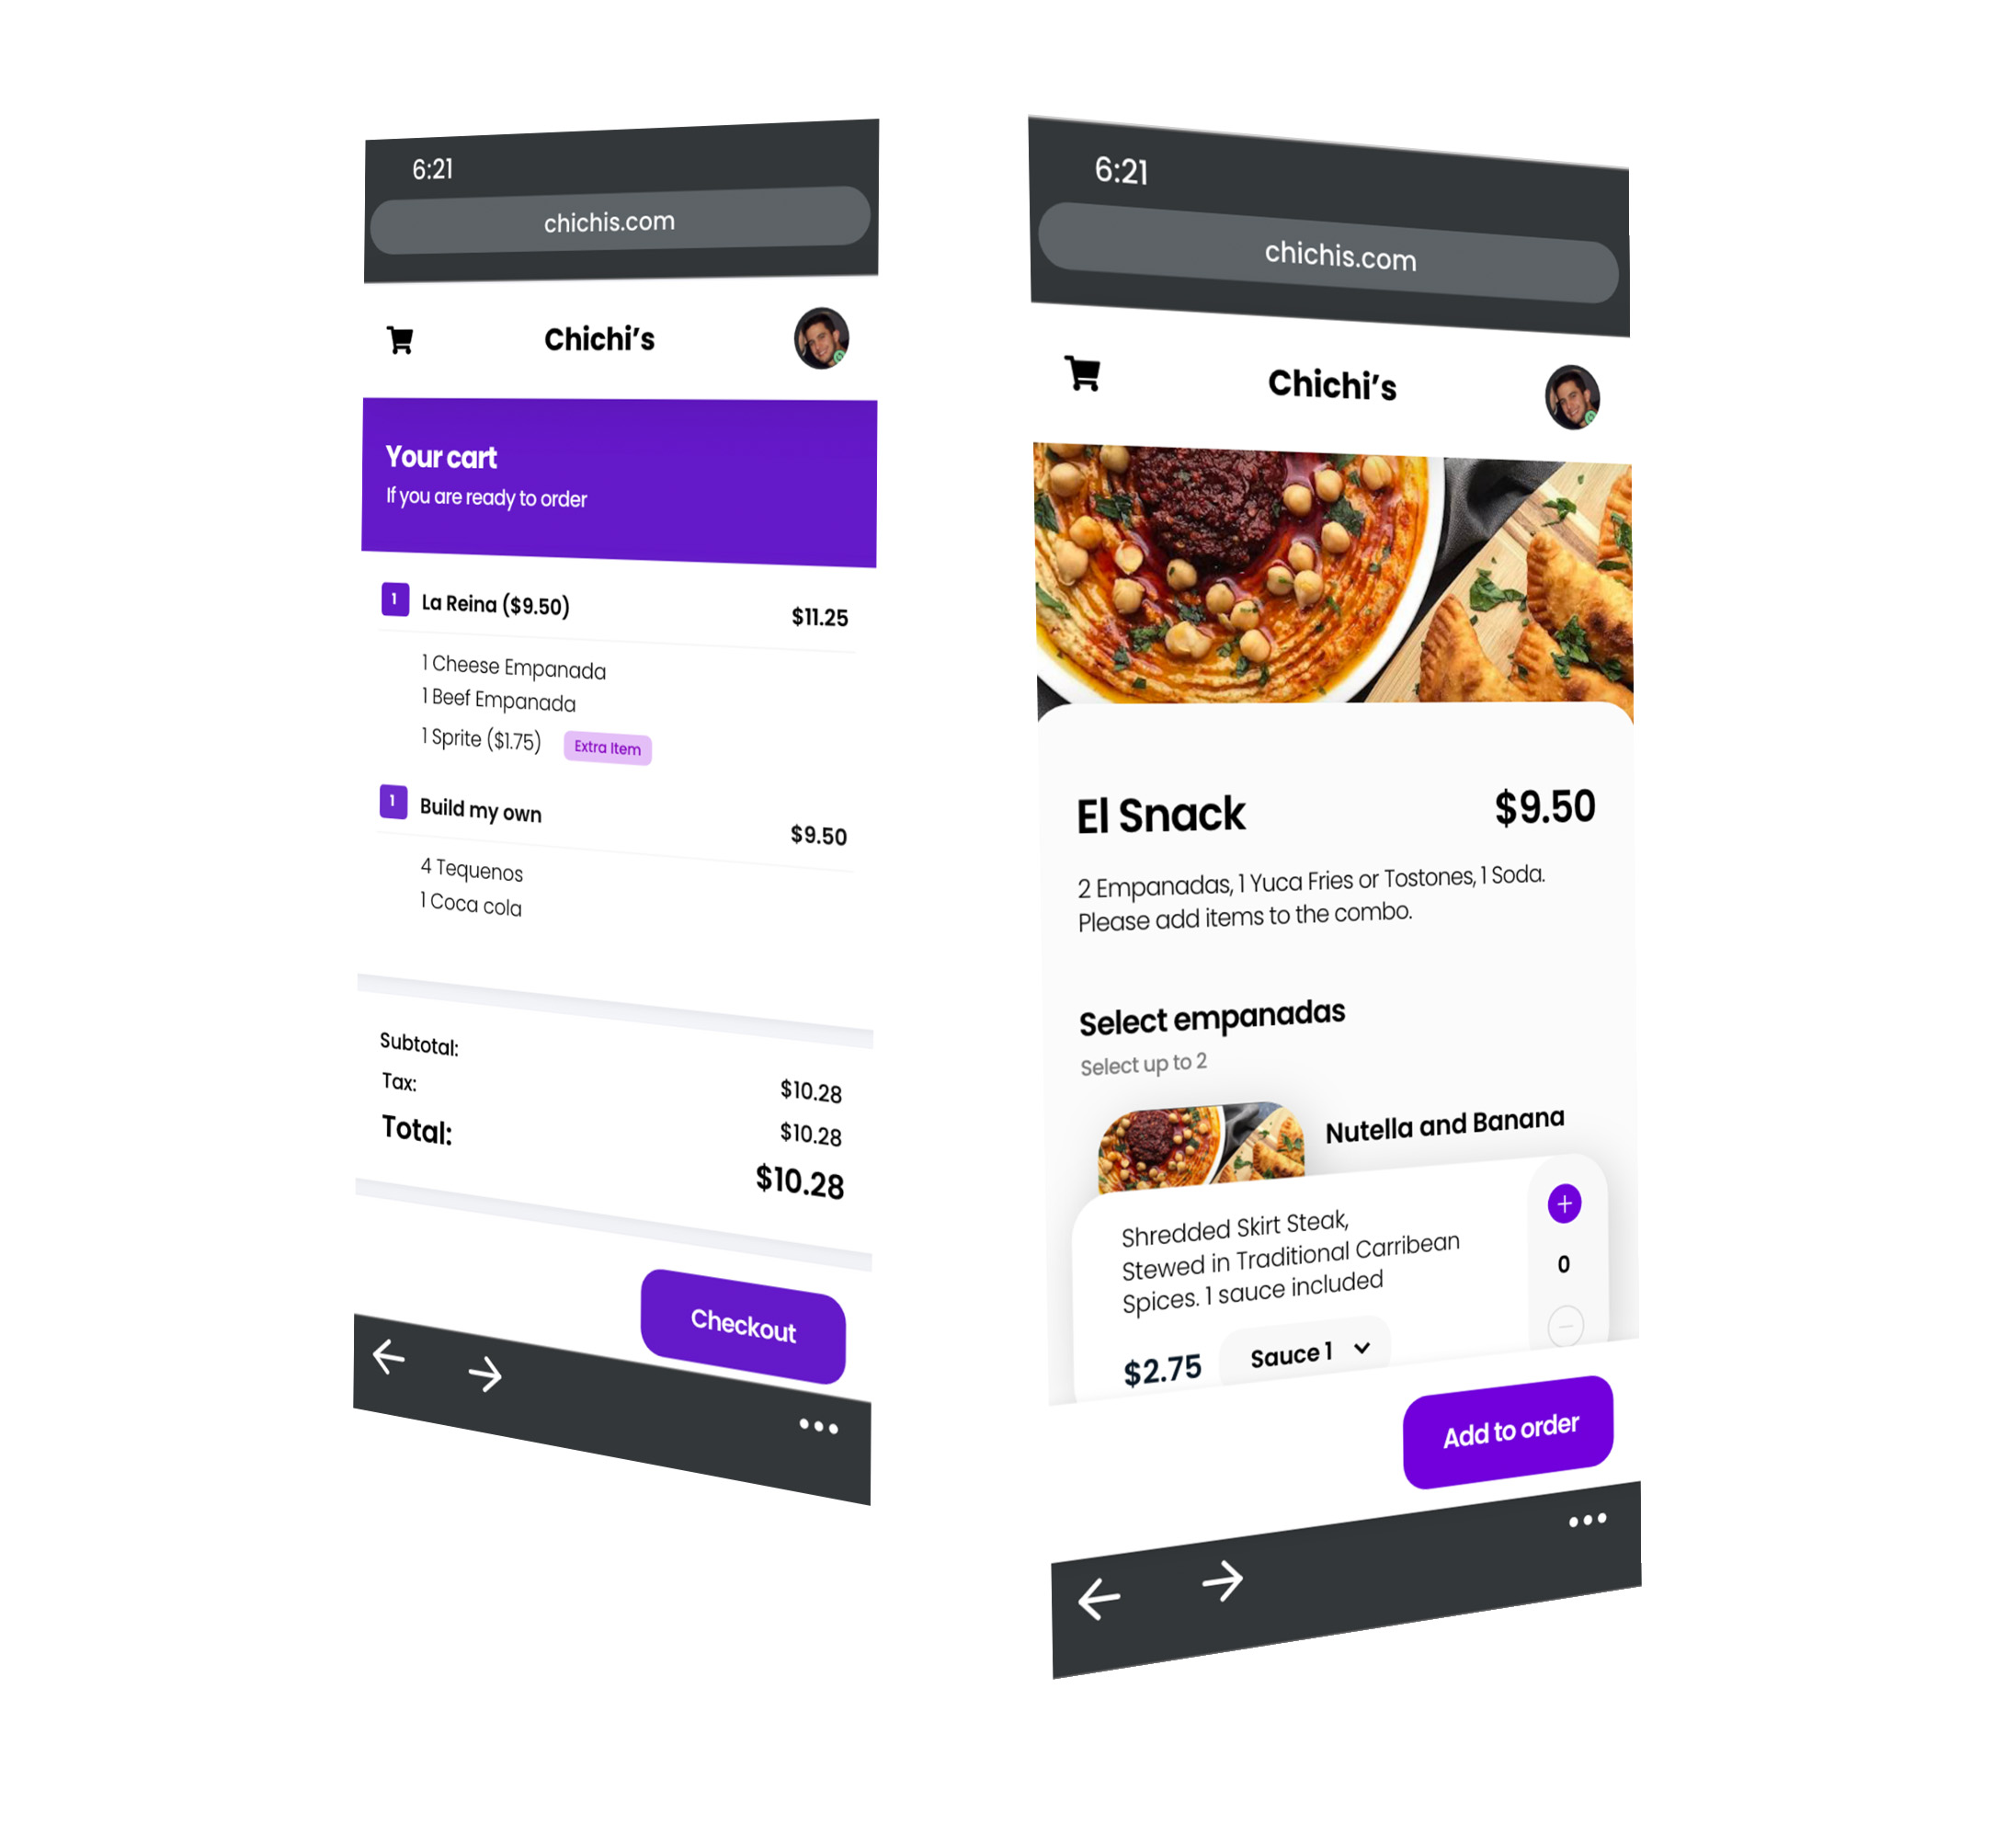 6:21
chichis.com
Chichi's
Your cart
If you are ready to order
1 La Reina ($9.50) $11.25
1 Cheese Empanada
1 Beef Empanada
1 Sprite ($1.75) Extra Item
1 Build my own $9.50
4 Tequenos
1 Coca cola
Subtotal: $10.28
Tax: $10.28
Total: $10.28
Checkout
6:21
chichis.com
Chichi's
El Snack $9.50
2 Empanadas, 1 Yuca Fries or Tostones, 1 Soda.
Please add items to the combo.
Select empanadas
Select up to 2
Nutella and Banana
Shredded Skirt Steak,
Stewed in Traditional Carribean
Spices. 1 sauce included
0
$2.75 Sauce 1
Add to order